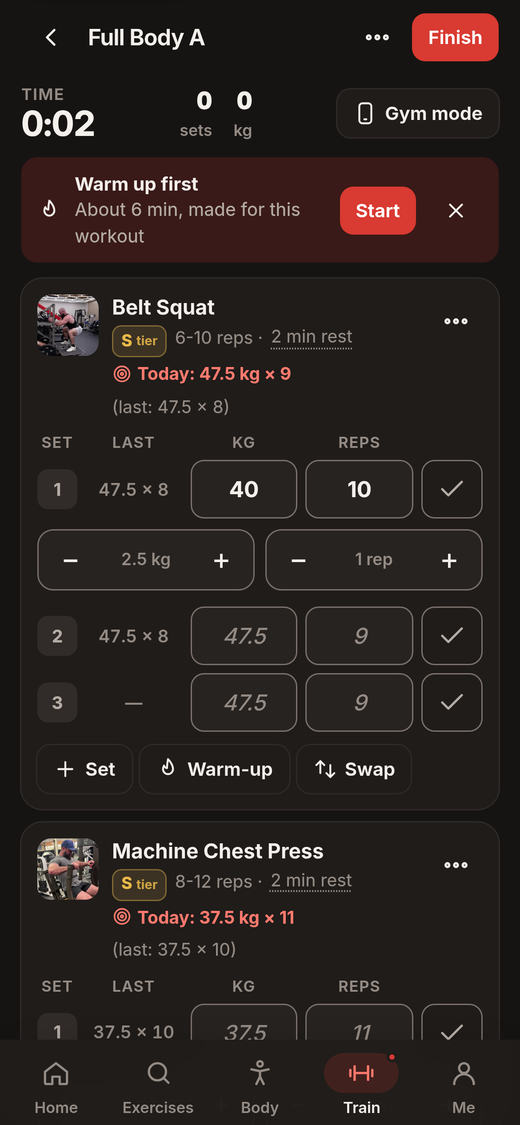 Full Body A
Finish
TIME
0:02
0 0
sets kg
Gym mode
Warm up first
About 6 min, made for this
workout
Start
Belt Squat
S tier 6-10 reps · 2 min rest
Today: 47.5 kg × 9
(last: 47.5 × 8)
SET LAST KG REPS
1 47.5 × 8 40 10
− 2.5 kg + − 1 rep +
2 47.5 × 8 47.5 9
3 — 47.5 9
+ Set Warm-up Swap
Machine Chest Press
S tier 8-12 reps · 2 min rest
Today: 37.5 kg × 11
(last: 37.5 × 10)
SET LAST KG REPS
1 37.5 × 10 37.5 11
Home Exercises Body Train Me